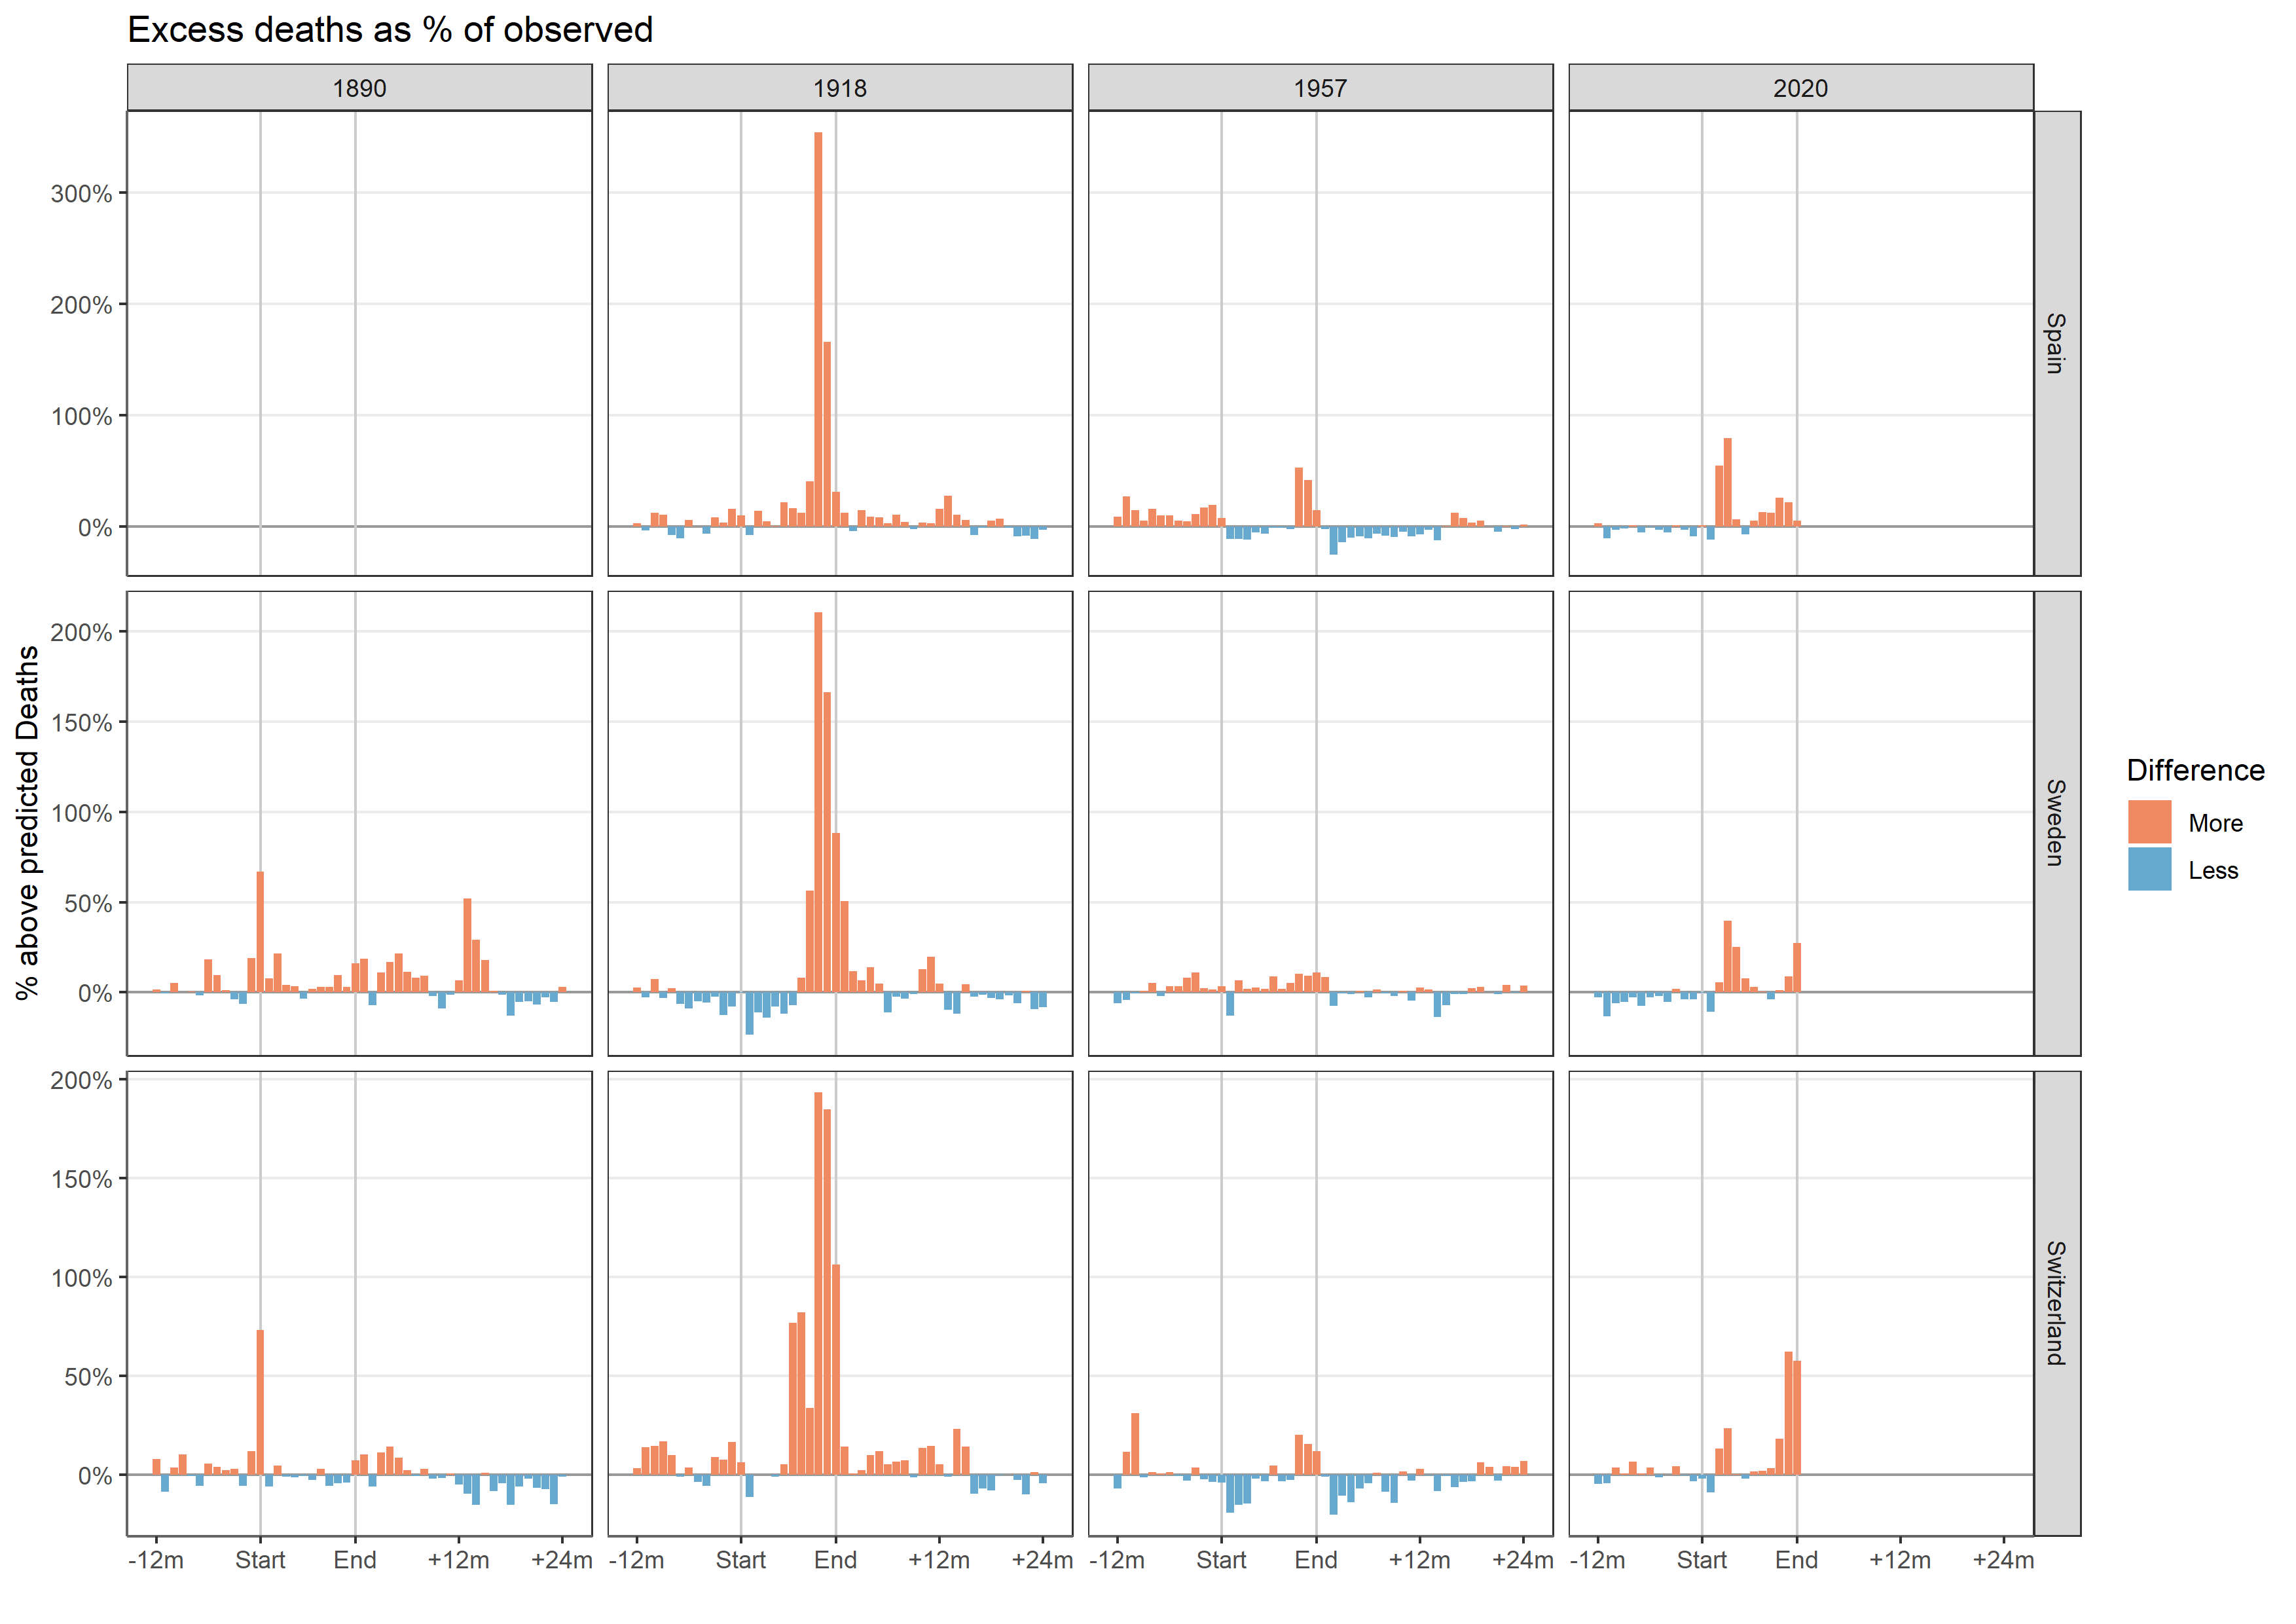 Excess deaths as % of observed
1890 1918 1957 2020
300%
200%
100%
0%
Spain
200%
150%
100%
50%
0%
Sweden
200%
150%
100%
50%
0%
Switzerland
% above predicted Deaths
-12m Start End +12m +24m -12m Start End +12m +24m -12m Start End +12m +24m -12m Start End +12m +24m
Difference
More
Less